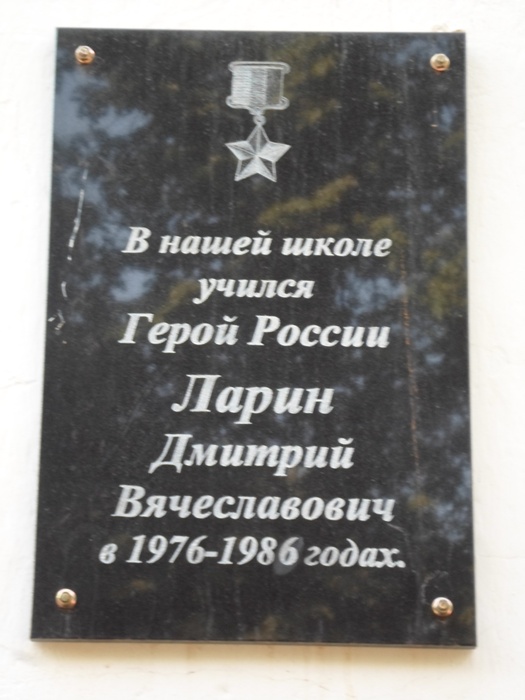 В нашей школе
учился
Герой России
Ларин
Дмитрий
Вячеславович
в 1976-1986 годах.